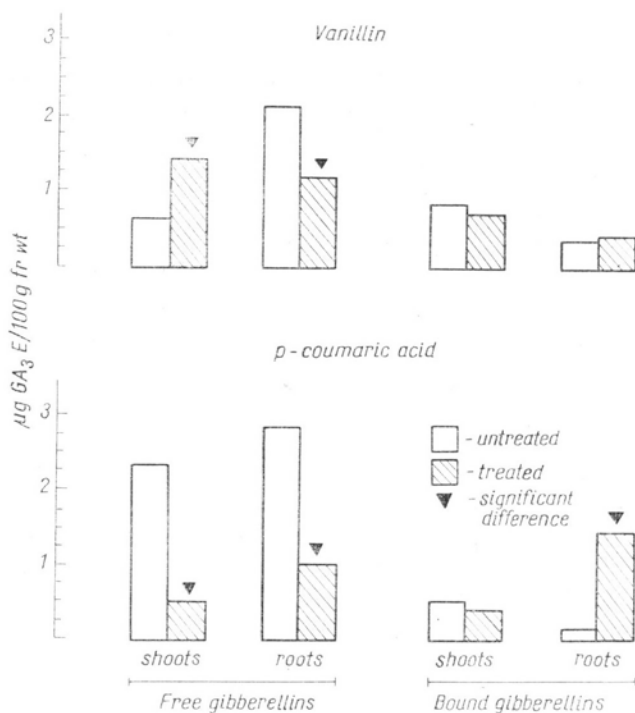 Vanillin
3
2
1
µg GA₃ E/100g fr wt
p-coumaric acid
3
2
1
-untreated
-treated
-significant
difference
shoots roots shoots roots
Free gibberellins Bound gibberellins